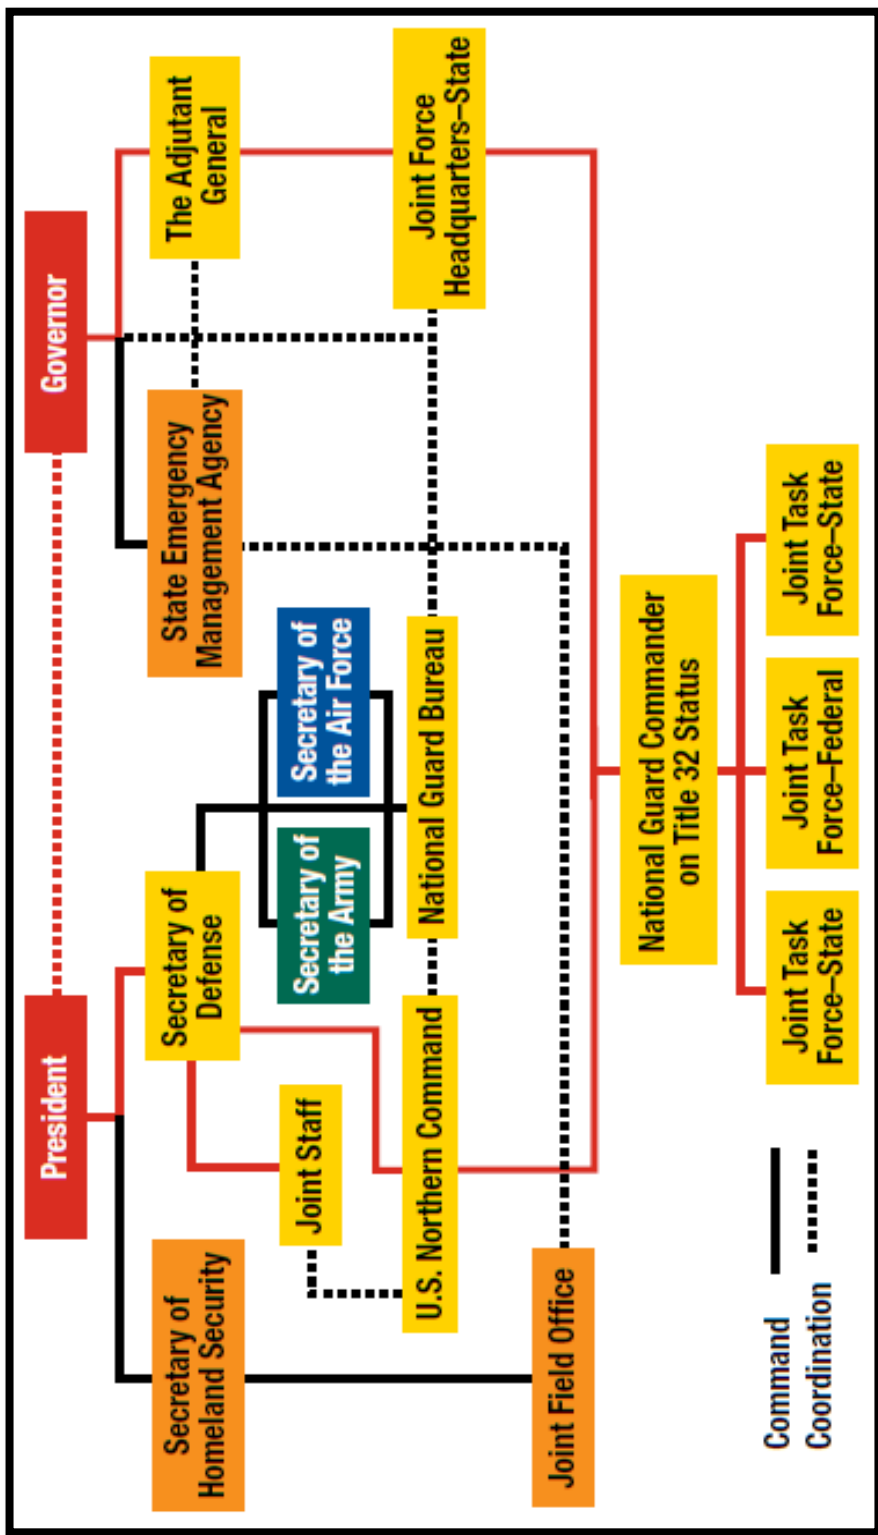 President
Governor
Secretary of
Homeland Security
Secretary of
Defense
State Emergency
Management Agency
The Adjutant
General
Joint Staff
Secretary of
the Army
Secretary of
the Air Force
U.S. Northern Command
National Guard Bureau
Joint Force
Headquarters–State
Joint Field Office
National Guard Commander
on Title 32 Status
Joint Task
Force–State
Joint Task
Force–Federal
Joint Task
Force–State
Command
Coordination